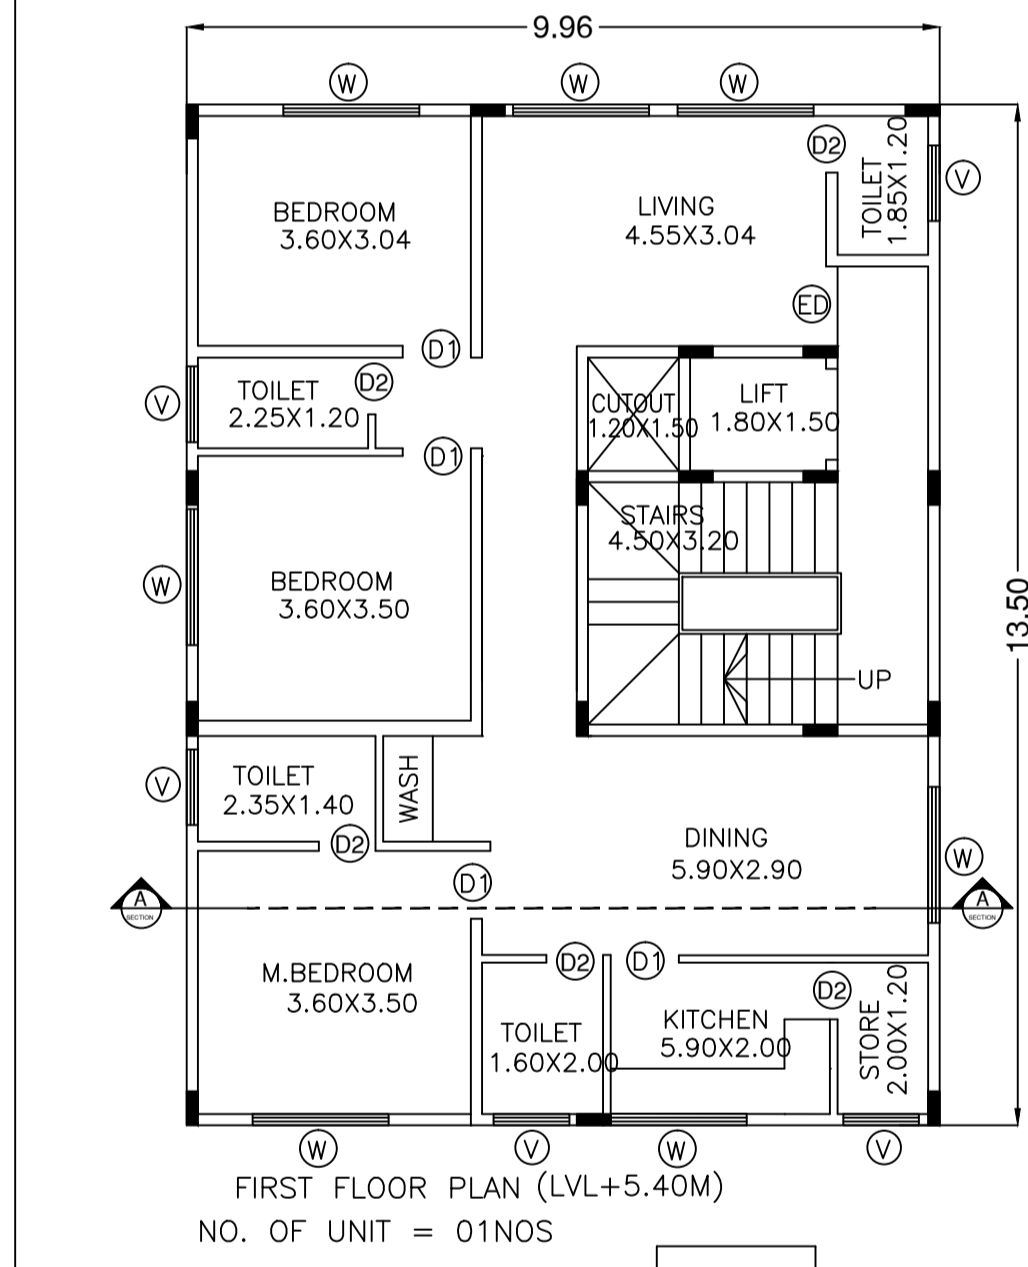 9.96
W
W
W
D2
TOILET
1.85X1.20
V
BEDROOM
3.60X3.04
LIVING
4.55X3.04
ED
D1
TOILET
2.25X1.20
D2
V
CUTOUT
1.20X1.50
LIFT
1.80X1.50
D1
STAIRS
4.50X3.20
W
BEDROOM
3.60X3.50
13.50
UP
V
TOILET
2.35X1.40
WASH
D2
DINING
5.90X2.90
W
D1
A
SECTION
A
SECTION
M.BEDROOM
3.60X3.50
D2
D1
D2
TOILET
1.60X2.00
KITCHEN
5.90X2.00
STORE
2.00X1.20
W
V
W
V
FIRST FLOOR PLAN (LVL+5.40M)
NO. OF UNIT = 01NOS